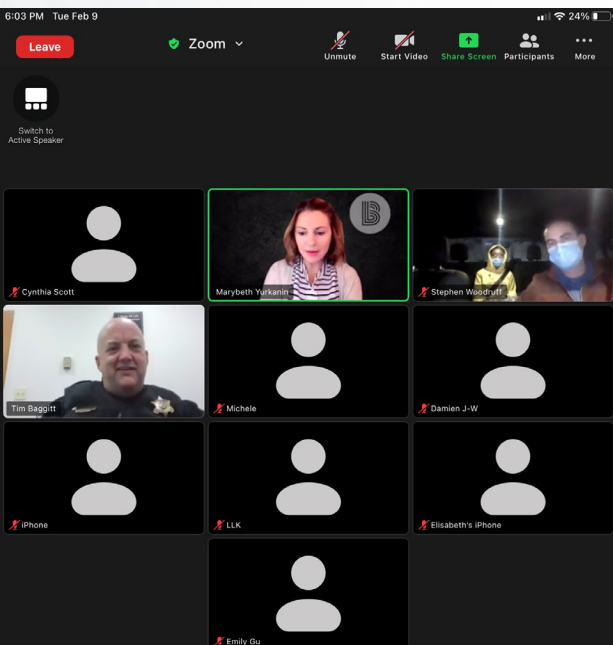 6:03 PM Tue Feb 9
24%
Leave
Zoom
Unmute
Start Video
Share Screen
Participants
More
Switch to
Active Speaker
Cynthia Scott
Marybeth Yurkanin
B
Stephen Woodruff
Tim Baggitt
Michele
Damien J-W
iPhone
LLK
Elisabeth's iPhone
Emily Gu